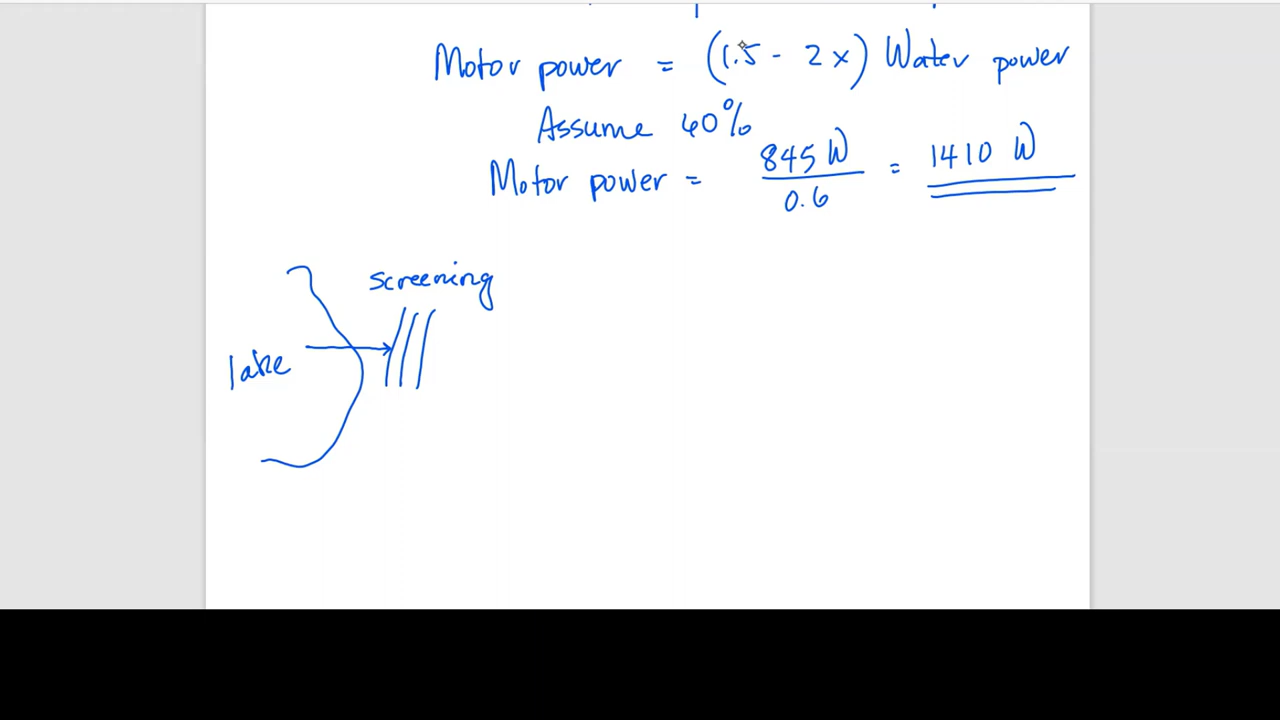 Motor power = (1.5 - 2 x) Water power
Assume 40%
Motor power = 845 W / 0.6 = 1410 W
screening
lake